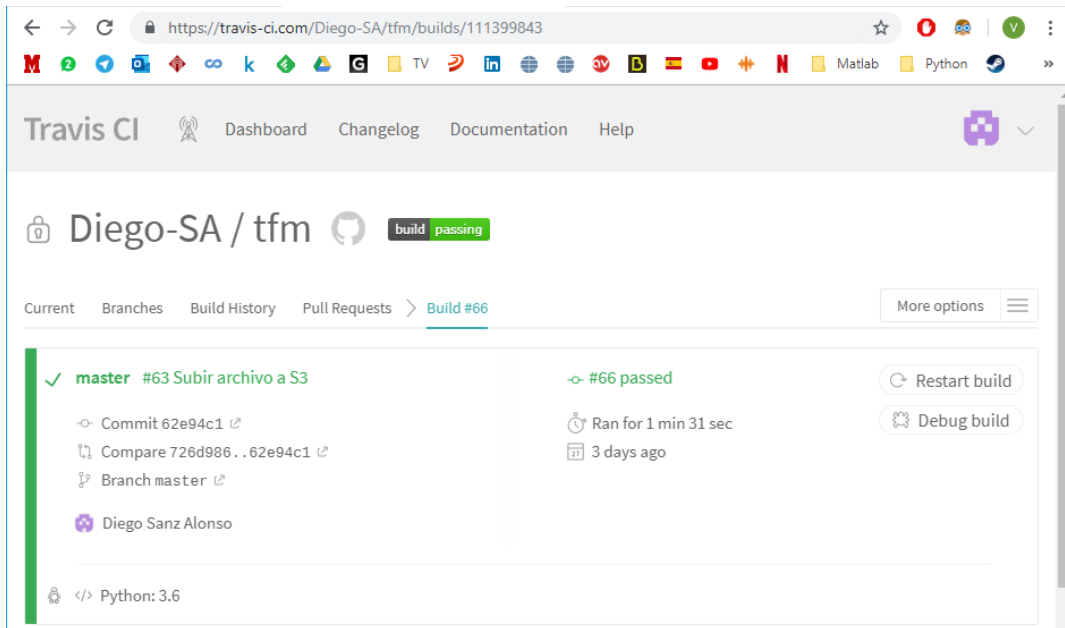 https://travis-ci.com/Diego-SA/tfm/builds/111399843
V
M 2 k G TV in av B N Matlab Python »
Travis CI Dashboard Changelog Documentation Help
Diego-SA / tfm build passing
Current Branches Build History Pull Requests Build #66 More options
master #63 Subir archivo a S3 #66 passed Restart build
Commit 62e94c1 Ran for 1 min 31 sec Debug build
Compare 726d986..62e94c1 3 days ago
Branch master
Diego Sanz Alonso
</> Python: 3.6